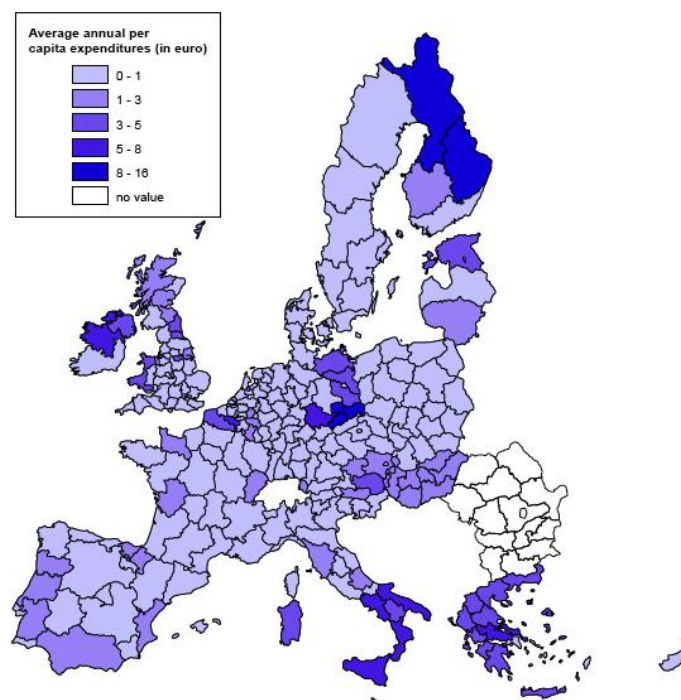 Average annual per
capita expenditures (in euro)
0 - 1
1 - 3
3 - 5
5 - 8
8 - 16
no value